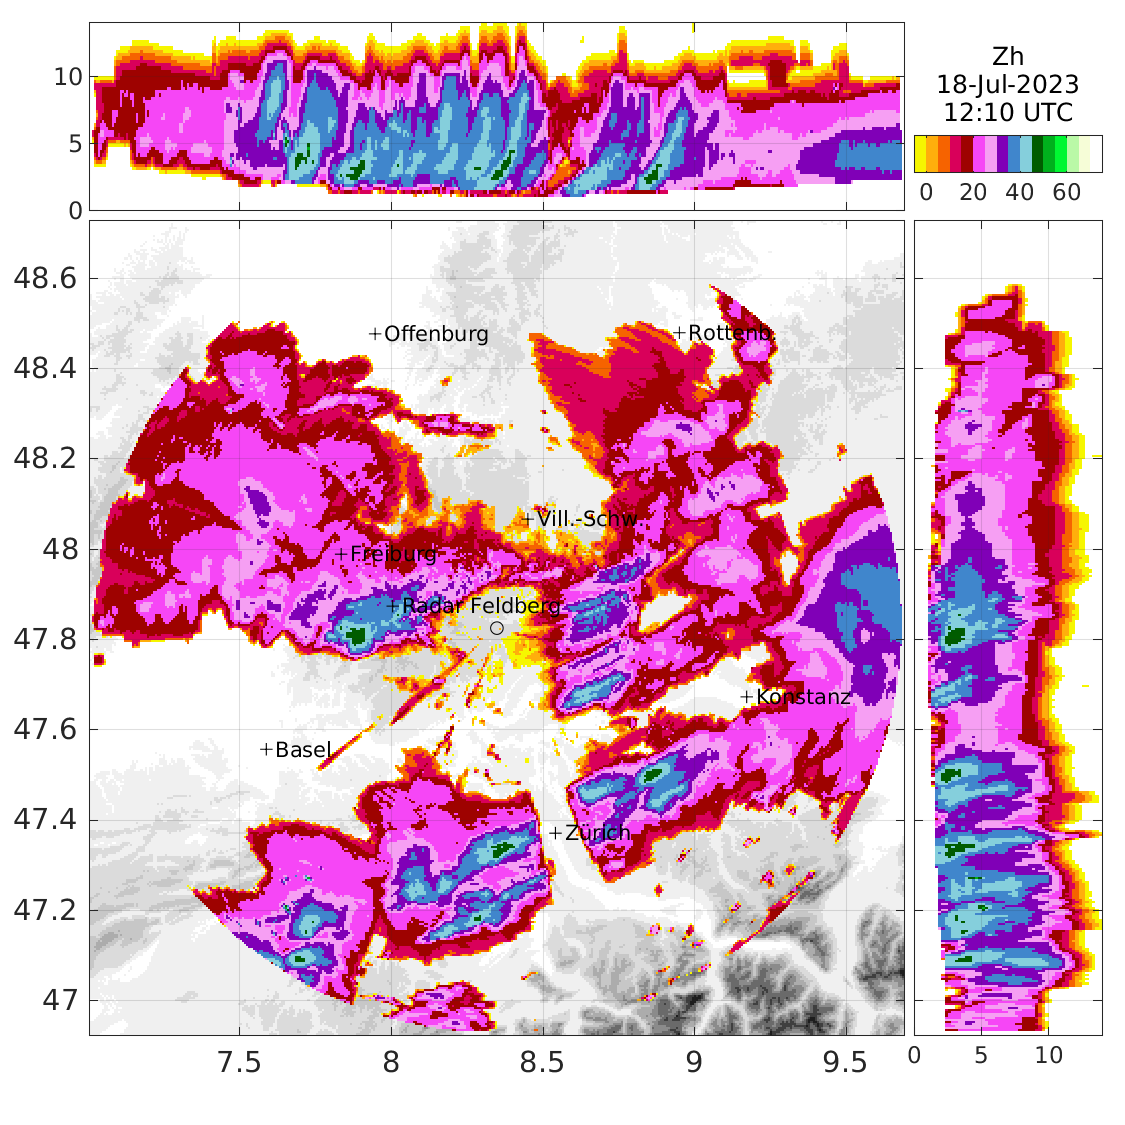 10
5
0
Zh
18-Jul-2023
12:10 UTC
0 20 40 60
48.6
48.4
48.2
48
47.8
47.6
47.4
47.2
47
+Offenburg
+Rottenb.
+Vill.-Schw.
+Freiburg
+Radar Feldberg
+Konstanz
+Basel
+Zürich
7.5 8 8.5 9 9.5
0 5 10